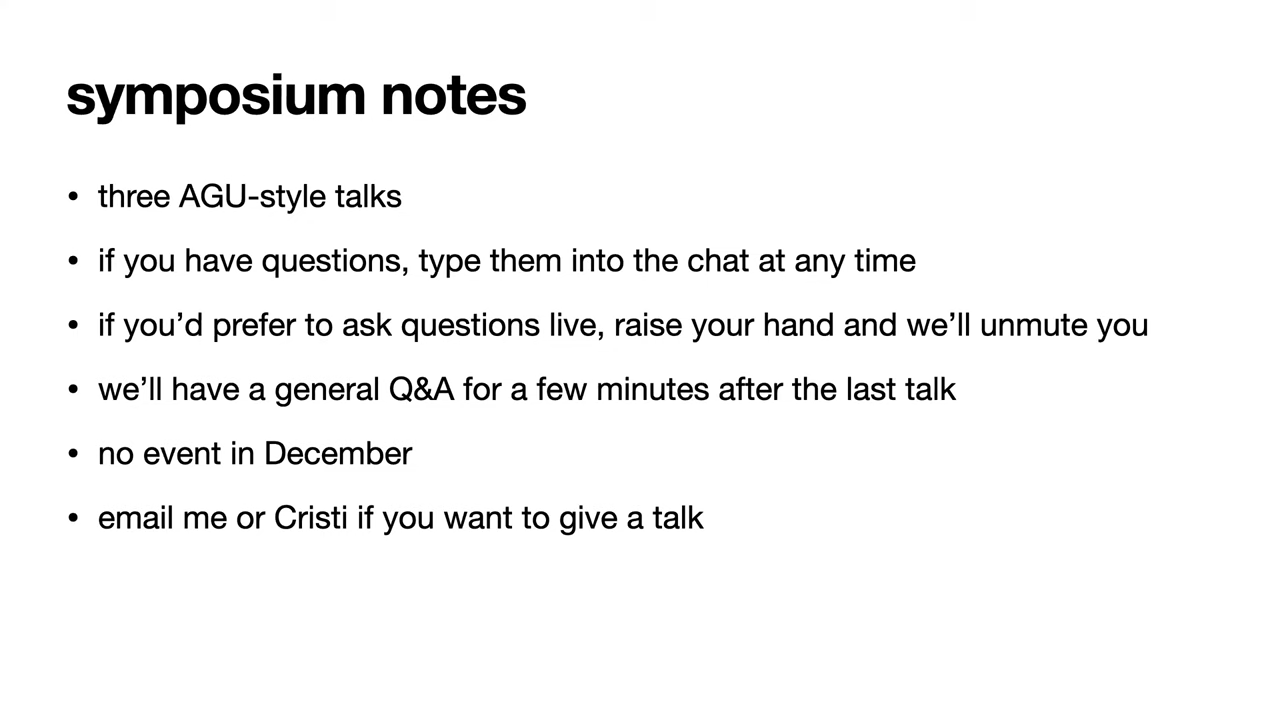 symposium notes
• three AGU-style talks
• if you have questions, type them into the chat at any time
• if you’d prefer to ask questions live, raise your hand and we’ll unmute you
• we’ll have a general Q&A for a few minutes after the last talk
• no event in December
• email me or Cristi if you want to give a talk